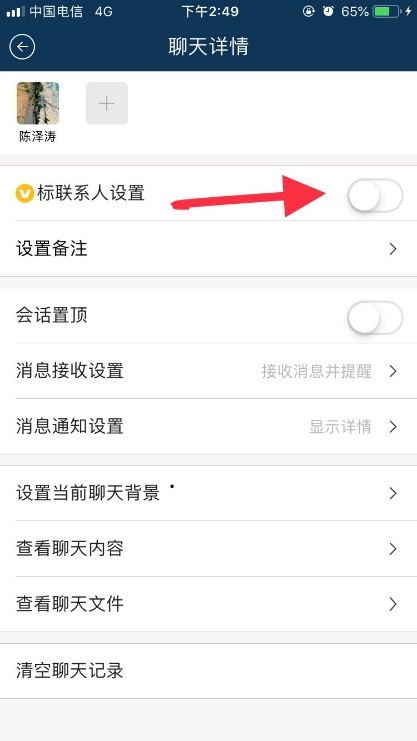 中国电信 4G 下午2:49 65%
聊天详情
陈泽涛
V标联系人设置
设置备注
会话置顶
消息接收设置 接收消息并提醒
消息通知设置 显示详情
设置当前聊天背景
查看聊天内容
查看聊天文件
清空聊天记录